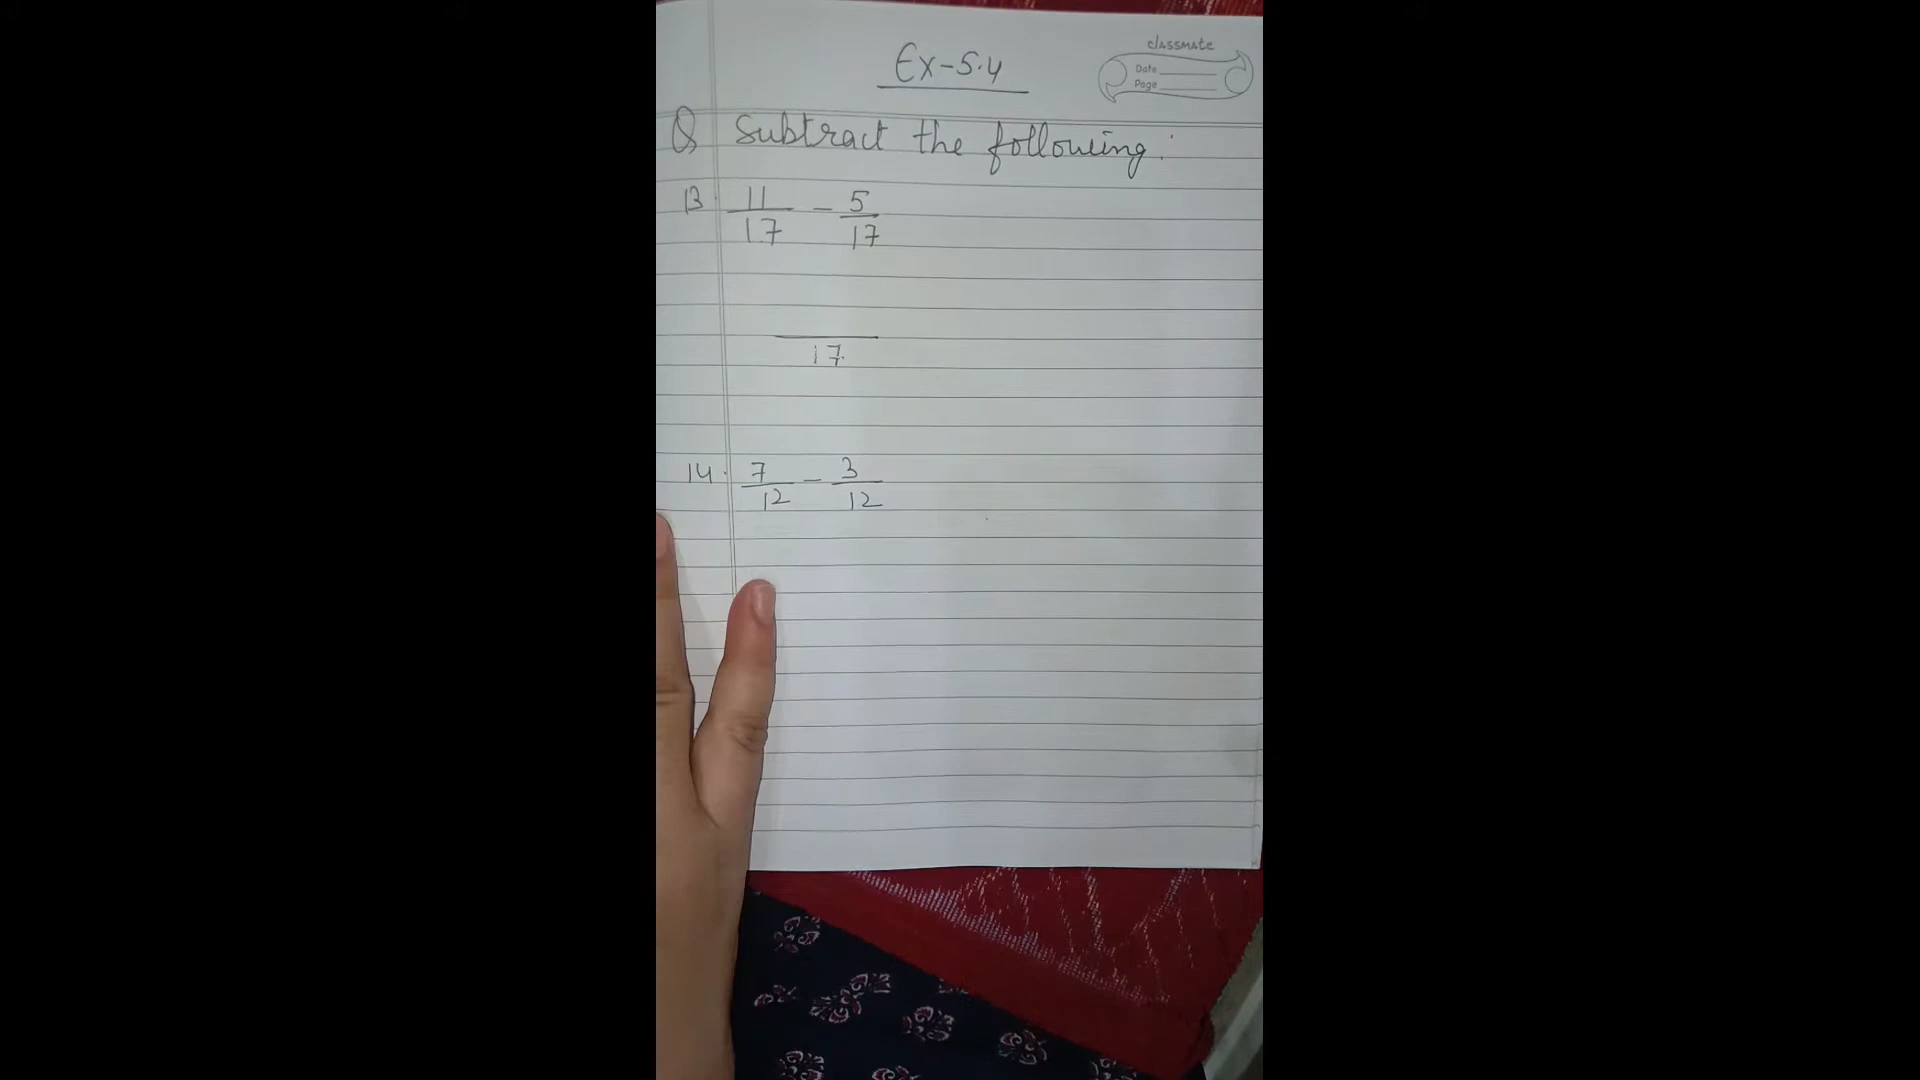 Ex-5.4
classmate
Date
Page
Q Subtract the following:
13. 11/17 - 5/17
/17
14. 7/12 - 3/12